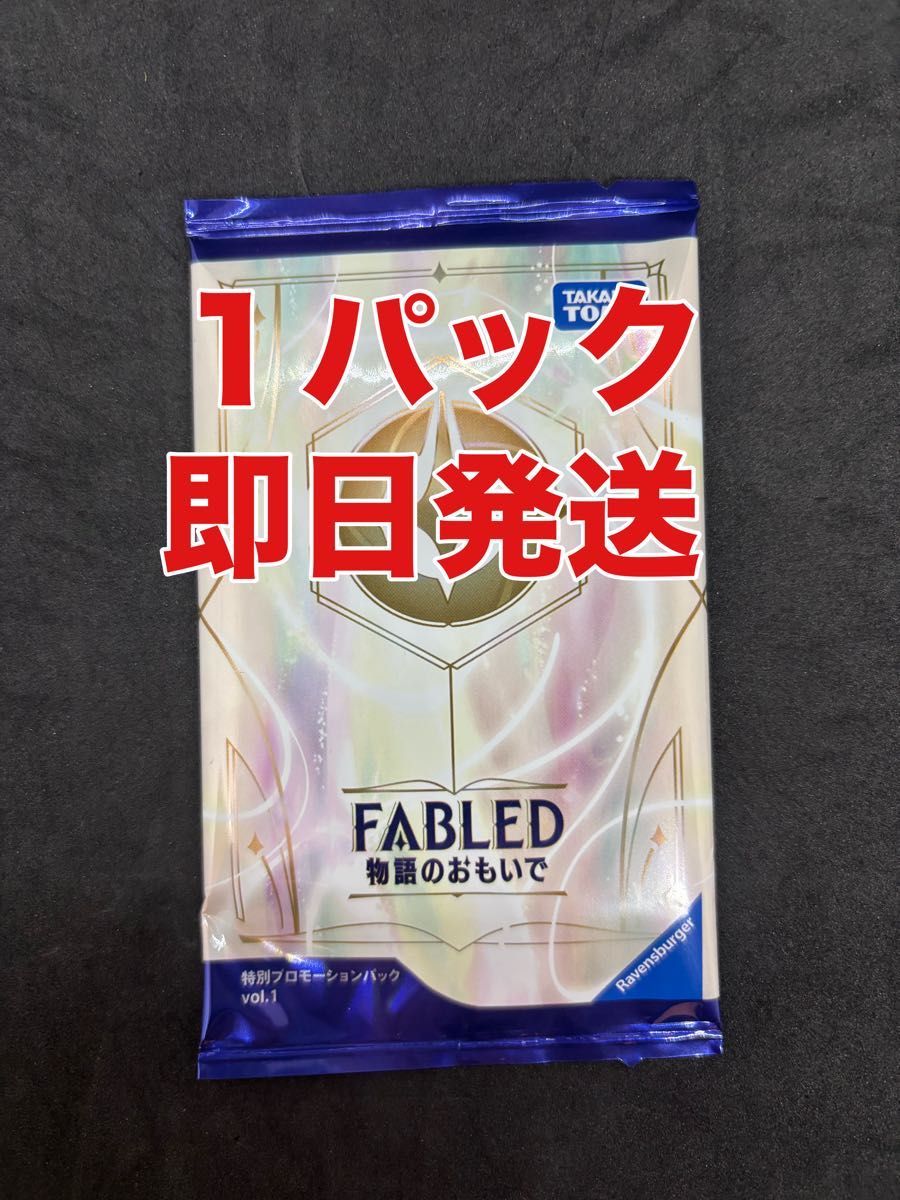 TAKARA
1パック
即日発送
FABLED
物語のおもいで
特別プロモーションパック
vol.1
Ravensburger